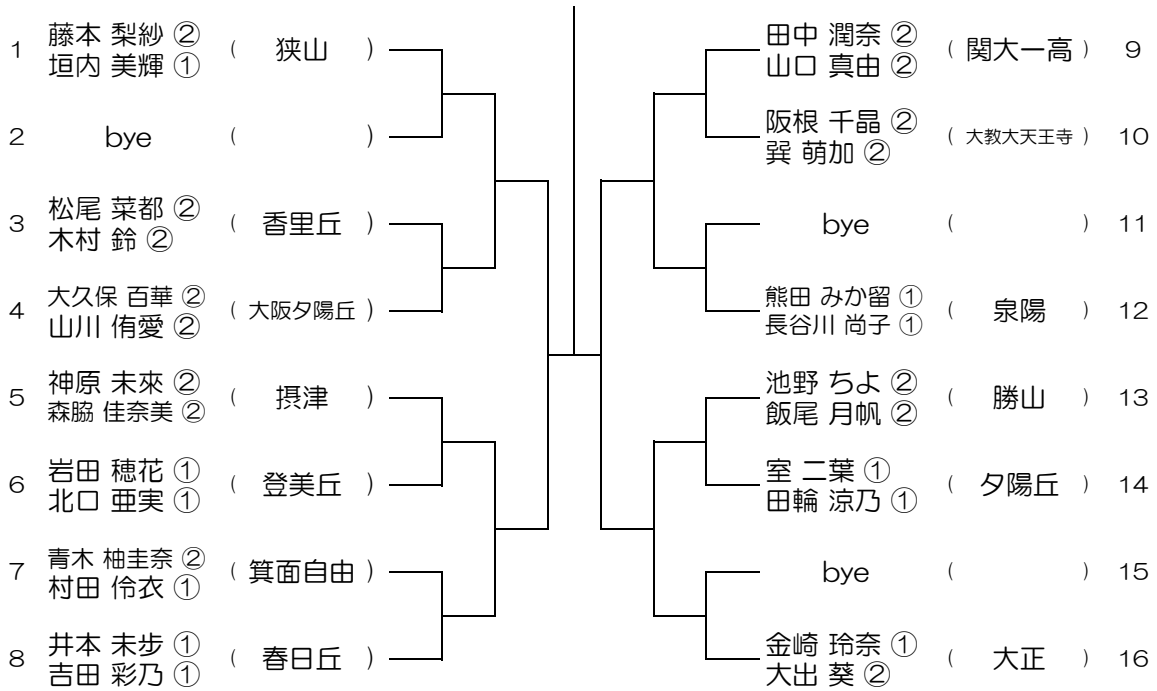 1 藤本 梨紗 ② ( 狭山 )
垣内 美輝 ①
2 bye ( )
3 松尾 菜都 ② ( 香里丘 )
木村 鈴 ②
4 大久保 百華 ② ( 大阪夕陽丘 )
山川 侑愛 ②
5 神原 未來 ② ( 摂津 )
森脇 佳奈美 ②
6 岩田 穂花 ① ( 登美丘 )
北口 亜実 ①
7 青木 柚圭奈 ② ( 箕面自由 )
村田 伶衣 ①
8 井本 未歩 ① ( 春日丘 )
吉田 彩乃 ①
田中 潤奈 ② ( 関大一高 ) 9
山口 真由 ②
阪根 千晶 ② ( 大教大天王寺 ) 10
巽 萌加 ②
bye ( ) 11
熊田 みか留 ① ( 泉陽 ) 12
長谷川 尚子 ①
池野 ちよ ② ( 勝山 ) 13
飯尾 月帆 ②
室 二葉 ① ( 夕陽丘 ) 14
田輪 涼乃 ①
bye ( ) 15
金崎 玲奈 ① ( 大正 ) 16
大出 葵 ②